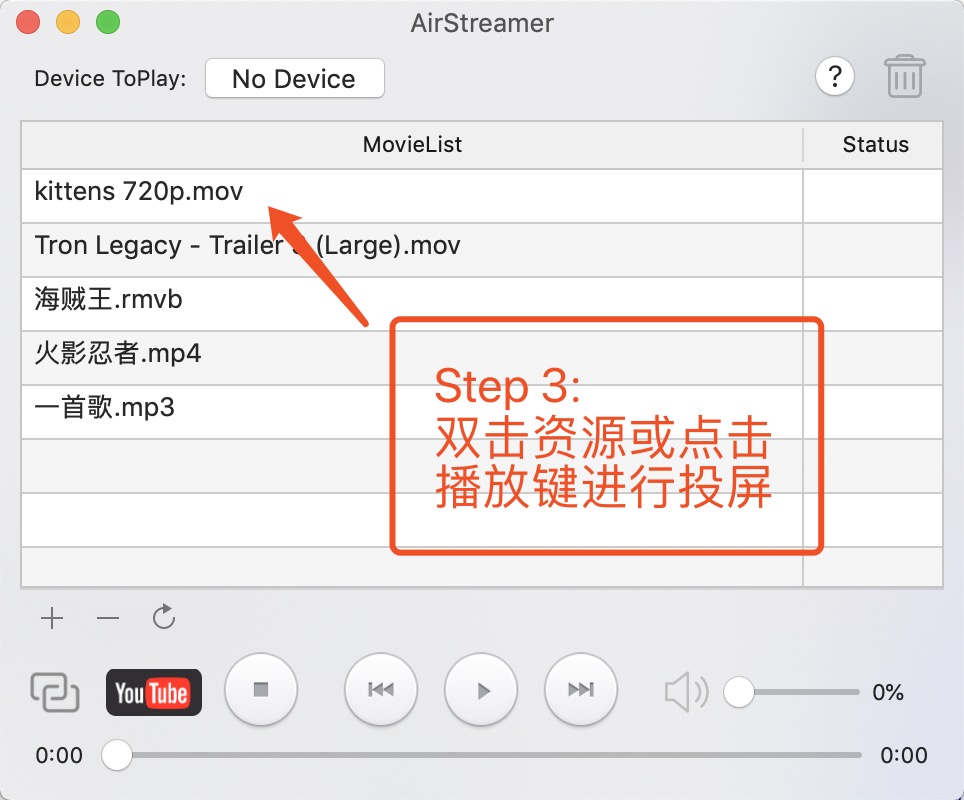 AirStreamer
Device ToPlay: No Device ?
MovieList Status
kittens 720p.mov
Tron Legacy - Trailer (Large).mov
海贼王.rmvb
火影忍者.mp4
一首歌.mp3
Step 3:
双击资源或点击
播放键进行投屏
YouTube
0%
0:00 0:00